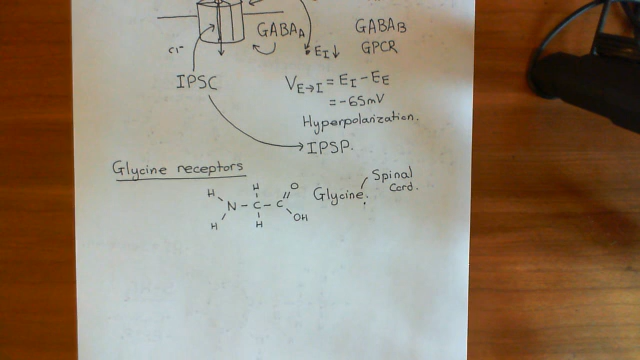 GABAA
GABAB
GPCR
Cl-
EI↓
IPSC
VE→I = EI - EE
= -65mV
Hyperpolarization.
IPSP.
Glycine receptors
Spinal
Cord.
Glycine.
H H O
N - C - C
H H OH